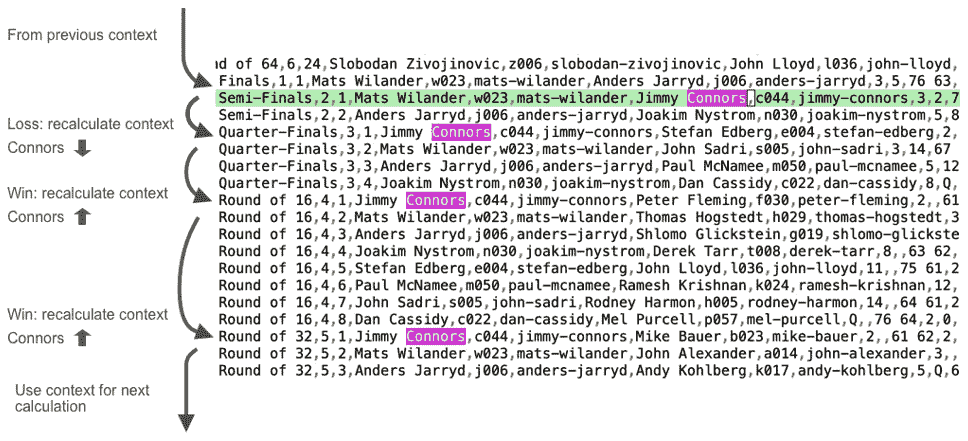 From previous context
Loss: recalculate context
Connors
Win: recalculate context
Connors
Win: recalculate context
Connors
Use context for next
calculation
d of 64,6,24,Slobodan Zivojinovic,z006,slobodan-zivojinovic,John Lloyd,l036,john-lloyd,
Finals,1,1,Mats Wilander,w023,mats-wilander,Anders Jarryd,j006,anders-jarryd,3,5,76 63,
Semi-Finals,2,1,Mats Wilander,w023,mats-wilander,Jimmy Connors,c044,jimmy-connors,3,2,7
Semi-Finals,2,2,Anders Jarryd,j006,anders-jarryd,Joakim Nystrom,n030,joakim-nystrom,5,8
Quarter-Finals,3,1,Jimmy Connors,c044,jimmy-connors,Stefan Edberg,e004,stefan-edberg,2,
Quarter-Finals,3,2,Mats Wilander,w023,mats-wilander,John Sadri,s005,john-sadri,3,14,67
Quarter-Finals,3,3,Anders Jarryd,j006,anders-jarryd,Paul McNamee,m050,paul-mcnamee,5,12
Quarter-Finals,3,4,Joakim Nystrom,n030,joakim-nystrom,Dan Cassidy,c022,dan-cassidy,8,Q,
Round of 16,4,1,Jimmy Connors,c044,jimmy-connors,Peter Fleming,f030,peter-fleming,2,,61
Round of 16,4,2,Mats Wilander,w023,mats-wilander,Thomas Hogstedt,h029,thomas-hogstedt,3
Round of 16,4,3,Anders Jarryd,j006,anders-jarryd,Shlomo Glickstein,g019,shlomo-glickste
Round of 16,4,4,Joakim Nystrom,n030,joakim-nystrom,Derek Tarr,t008,derek-tarr,8,,63 62,
Round of 16,4,5,Stefan Edberg,e004,stefan-edberg,John Lloyd,l036,john-lloyd,11,,75 61,2
Round of 16,4,6,Paul McNamee,m050,paul-mcnamee,Ramesh Krishnan,k024,ramesh-krishnan,12,
Round of 16,4,7,John Sadri,s005,john-sadri,Rodney Harmon,h005,rodney-harmon,14,,64 61,2
Round of 16,4,8,Dan Cassidy,c022,dan-cassidy,Mel Purcell,p057,mel-purcell,Q,,76 64,2,0,
Round of 32,5,1,Jimmy Connors,c044,jimmy-connors,Mike Bauer,b023,mike-bauer,2,,61 62,2,
Round of 32,5,2,Mats Wilander,w023,mats-wilander,John Alexander,a014,john-alexander,3,,
Round of 32,5,3,Anders Jarryd,j006,anders-jarryd,Andy Kohlberg,k017,andy-kohlberg,5,Q,6